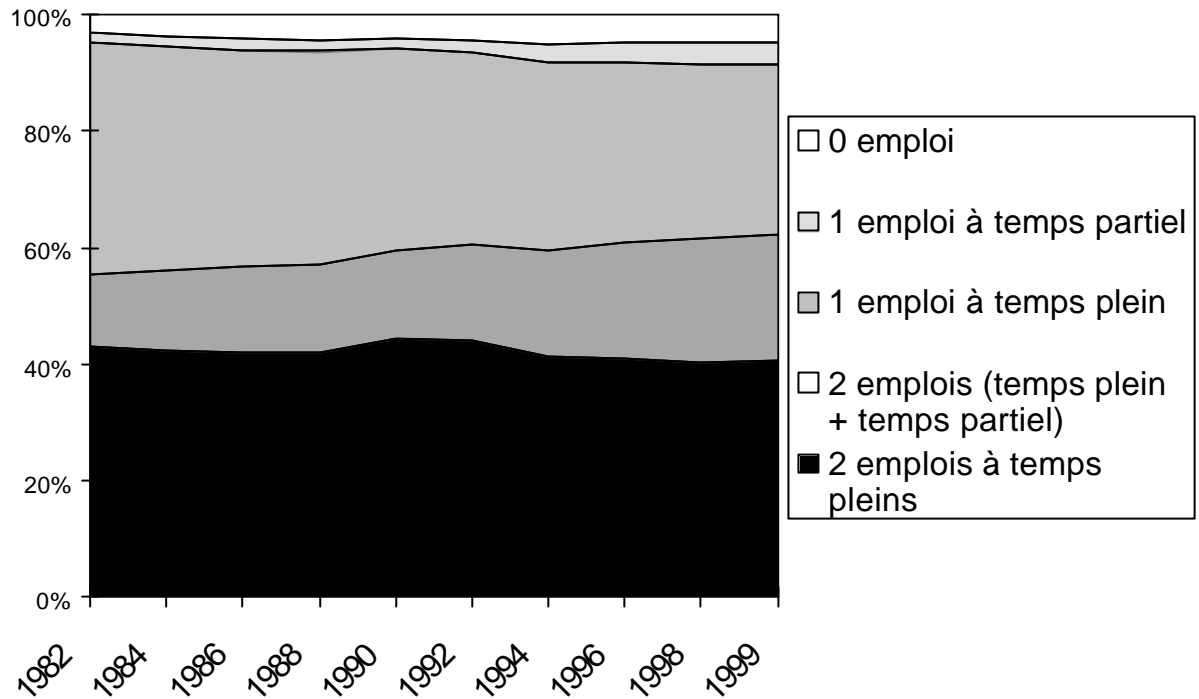 100%
80%
60%
40%
20%
0%
1982
1984
1986
1988
1990
1992
1994
1996
1998
1999
0 emploi
1 emploi à temps partiel
1 emploi à temps plein
2 emplois (temps plein
+ temps partiel)
2 emplois à temps
pleins